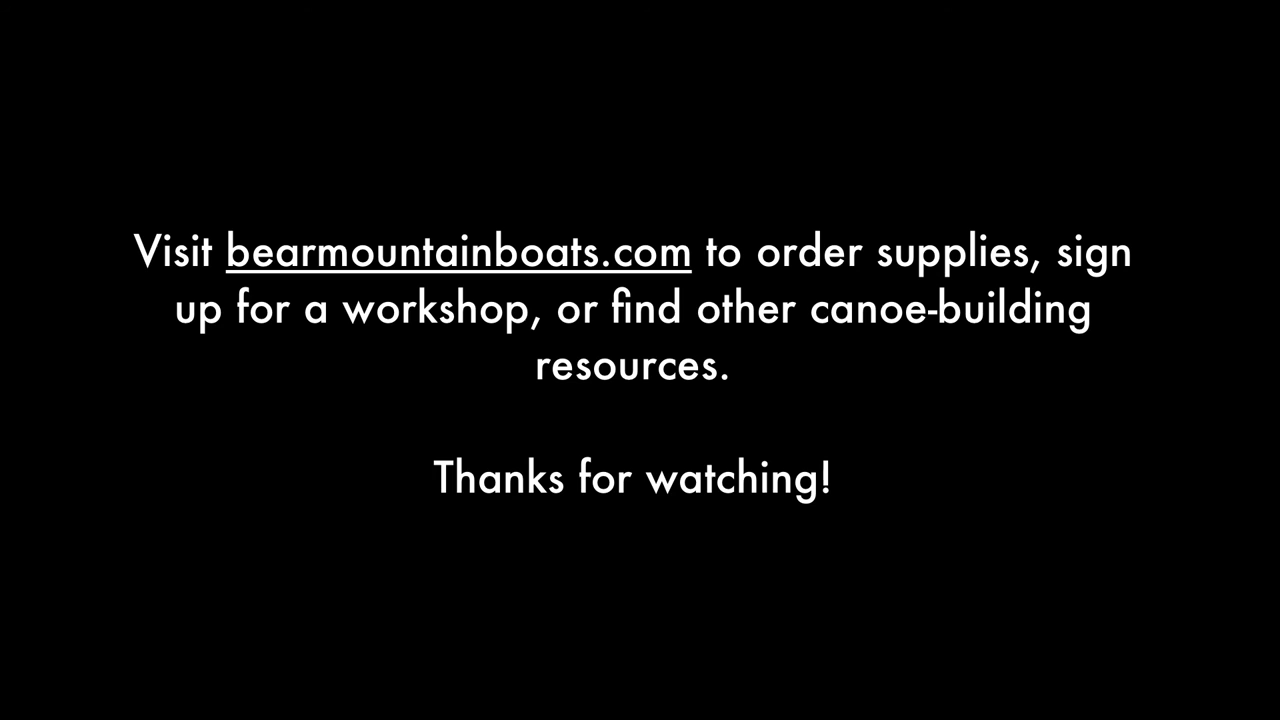 Visit bearmountainboats.com to order supplies, sign
up for a workshop, or find other canoe-building
resources.
Thanks for watching!